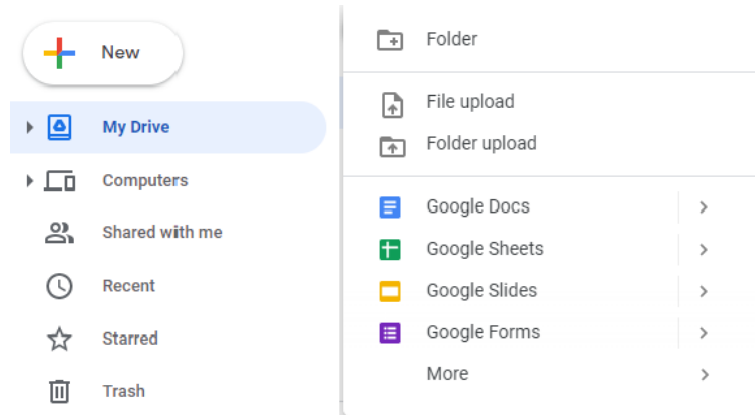 New
My Drive
Computers
Shared with me
Recent
Starred
Trash
Folder
File upload
Folder upload
Google Docs
Google Sheets
Google Slides
Google Forms
More